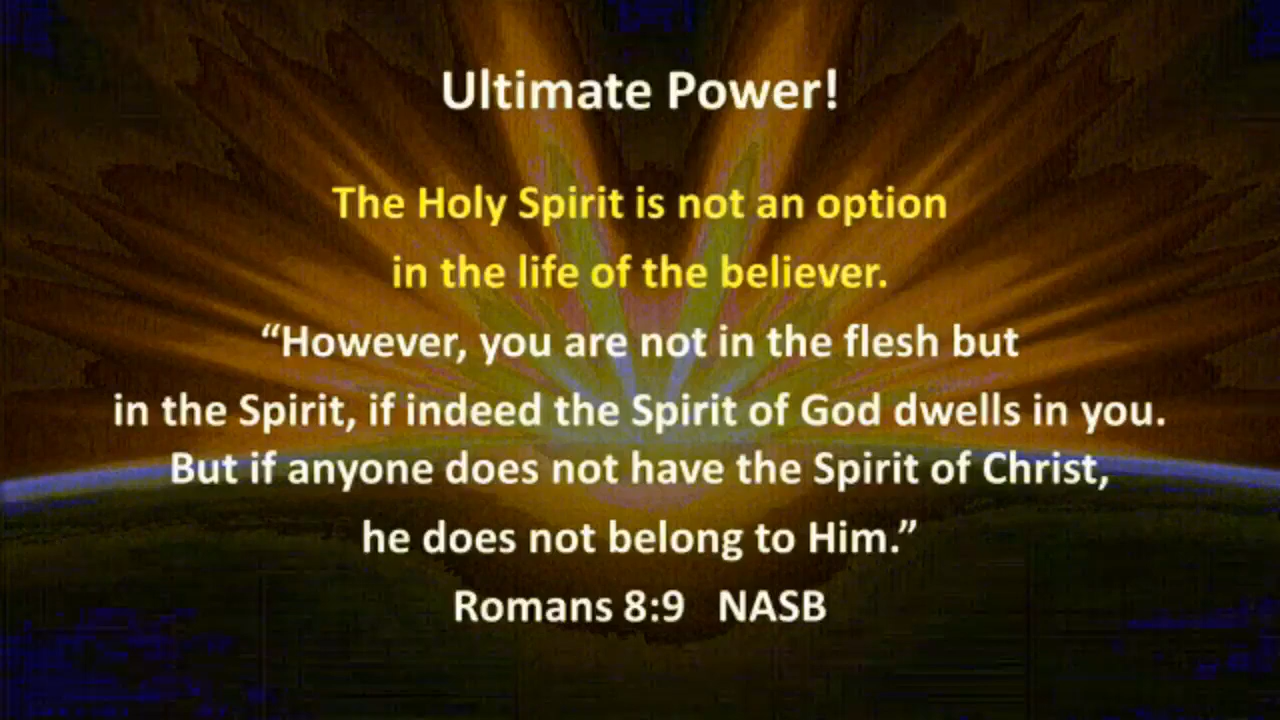 Ultimate Power!
The Holy Spirit is not an option
in the life of the believer.
“However, you are not in the flesh but
in the Spirit, if indeed the Spirit of God dwells in you.
But if anyone does not have the Spirit of Christ,
he does not belong to Him.”
Romans 8:9   NASB